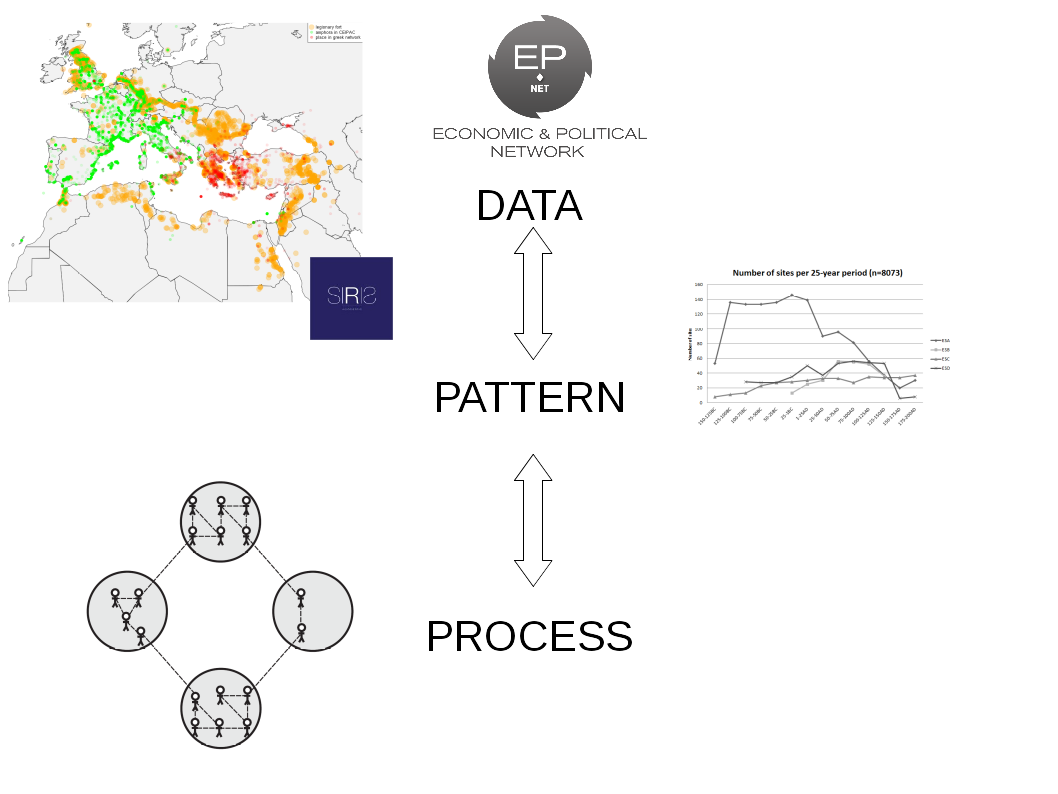 legionary fort
amphora in CEIPAC
place in greek network
EP
NET
ECONOMIC & POLITICAL
NETWORK
DATA
SIRIS
Number of sites per 25-year period (n=8073)
160
140
120
100
80
60
40
20
0
Number of sites
ESA
ESB
ESC
ESD
150-125BC
125-100BC
100-75BC
75-50BC
50-25BC
25-1BC
1-25AD
25-50AD
50-75AD
75-100AD
100-125AD
125-150AD
150-175AD
175-200AD
PATTERN
PROCESS